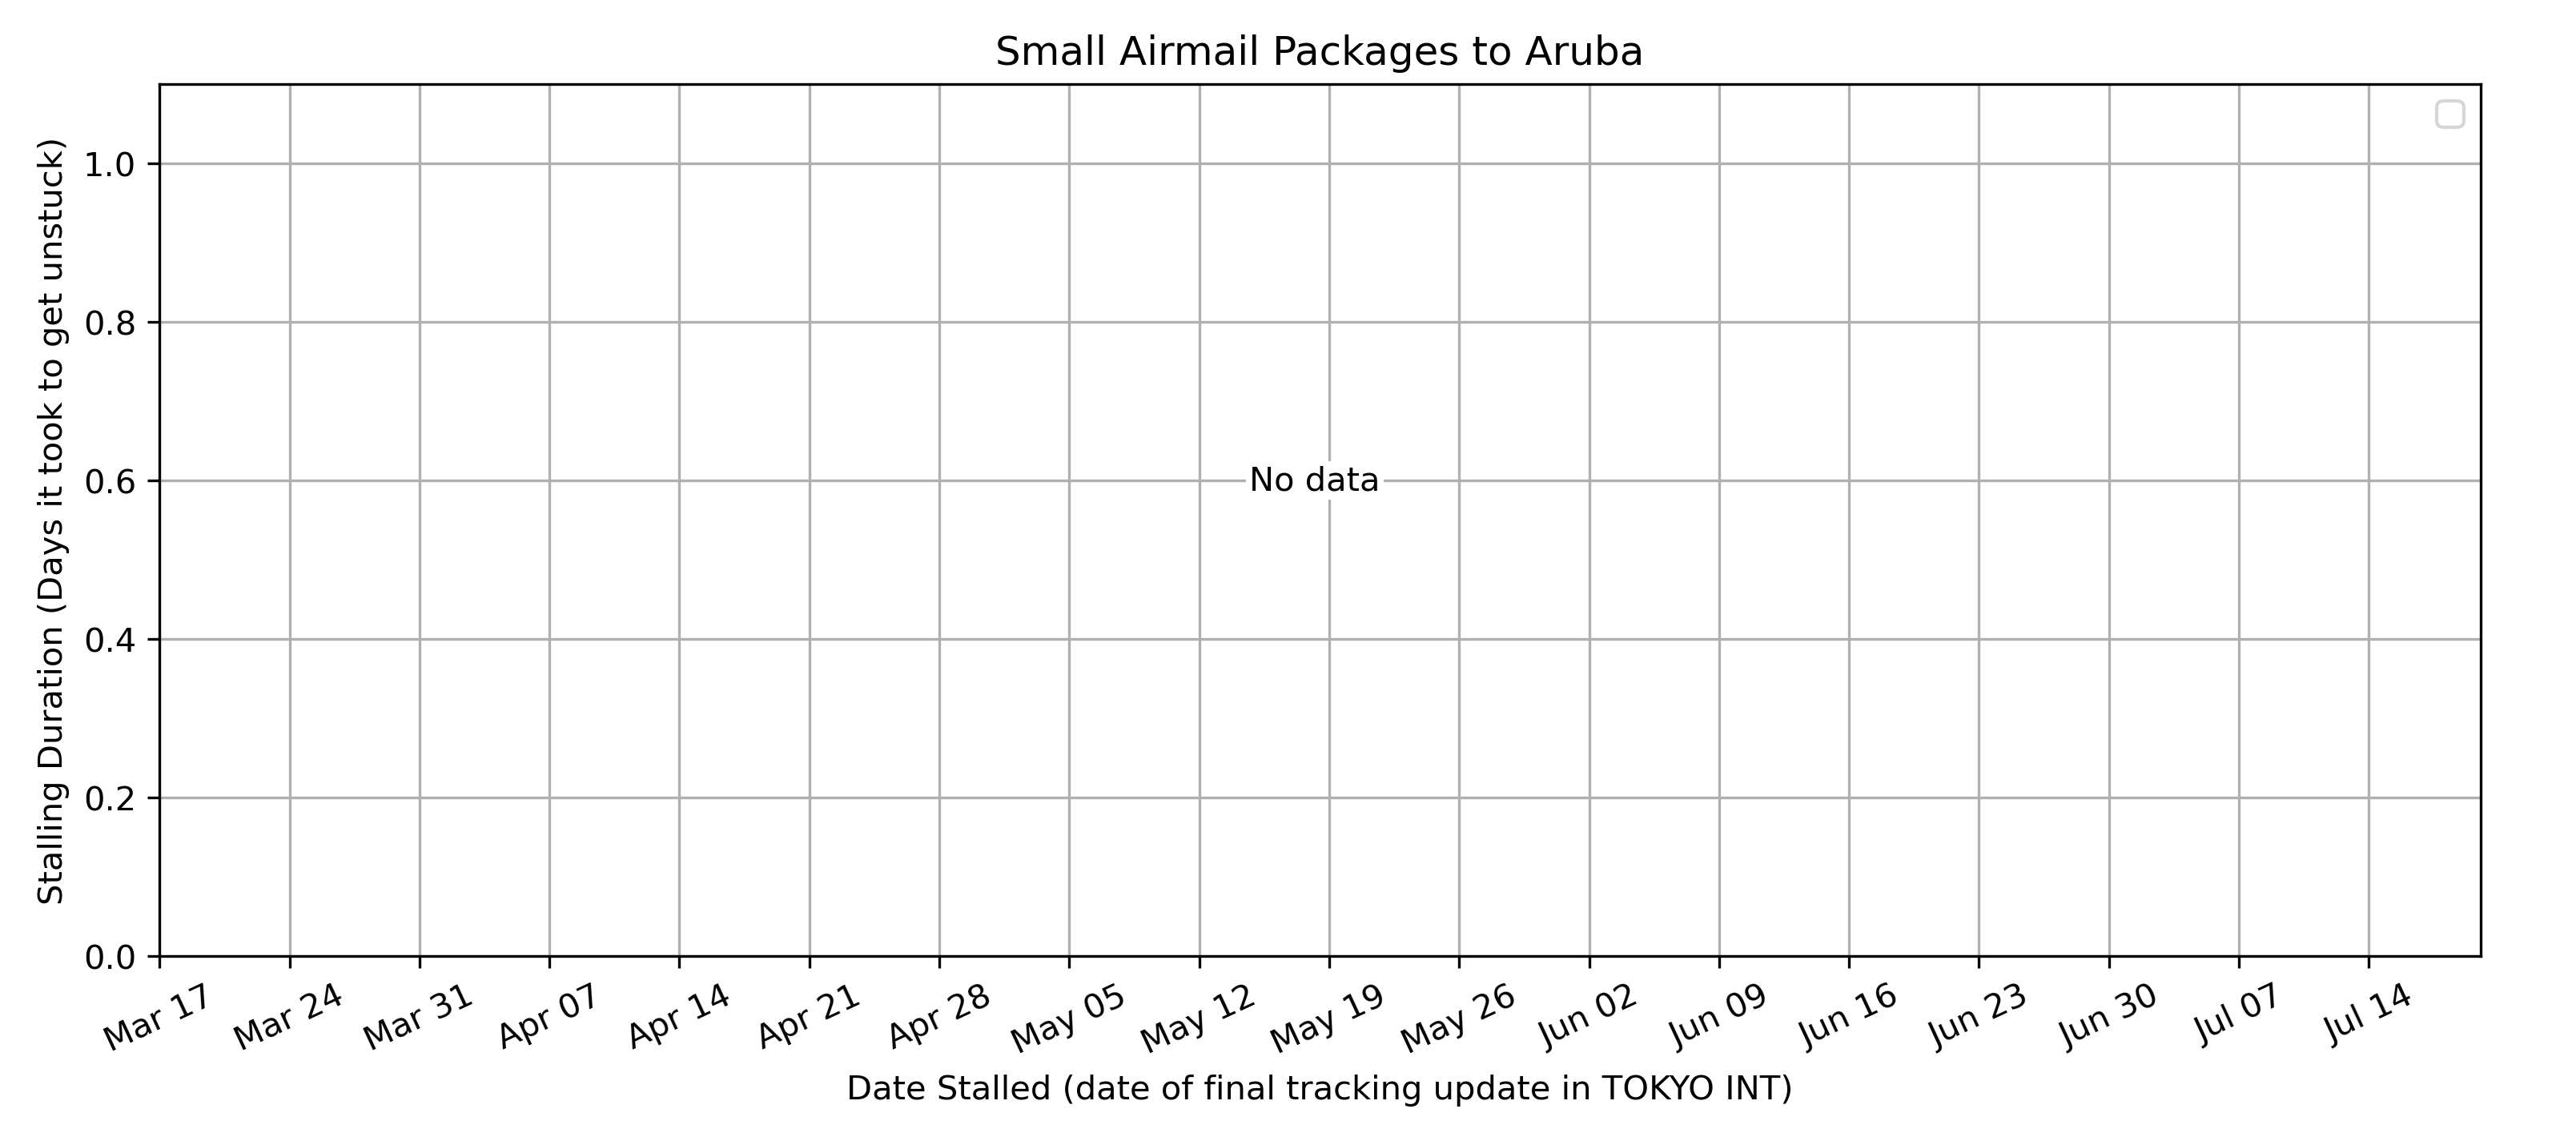 Small Airmail Packages to Aruba
Stalling Duration (Days it took to get unstuck)
1.0
0.8
0.6
0.4
0.2
0.0
No data
Mar 17
Mar 24
Mar 31
Apr 07
Apr 14
Apr 21
Apr 28
May 05
May 12
May 19
May 26
Jun 02
Jun 09
Jun 16
Jun 23
Jun 30
Jul 07
Jul 14
Date Stalled (date of final tracking update in TOKYO INT)